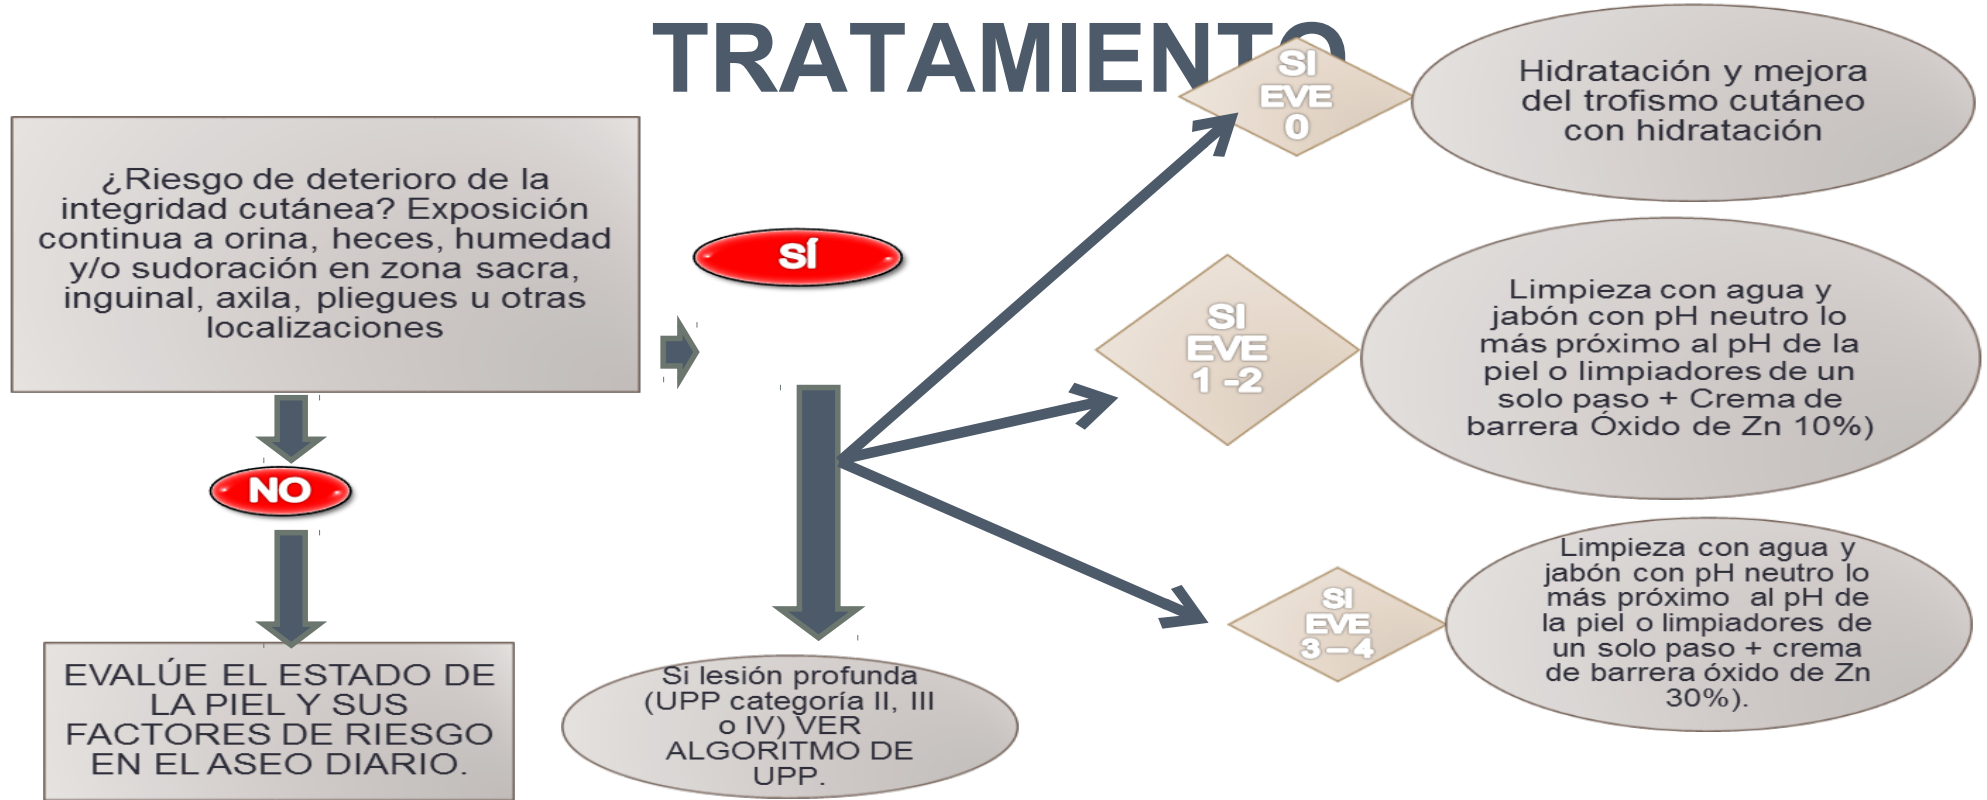 TRATAMIENTO
¿Riesgo de deterioro de la
integridad cutánea? Exposición
continua a orina, heces, humedad
y/o sudoración en zona sacra,
inguinal, axila, pliegues u otras
localizaciones
NO
EVALÚE EL ESTADO DE
LA PIEL Y SUS
FACTORES DE RIESGO
EN EL ASEO DIARIO.
SÍ
Si lesión profunda
(UPP categoría II, III
o IV) VER
ALGORITMO DE
UPP.
SI
EVE
0
Hidratación y mejora
del trofismo cutáneo
con hidratación
SI
EVE
1 -2
Limpieza con agua y
jabón con pH neutro lo
más próximo al pH de la
piel o limpiadores de un
solo paso + Crema de
barrera Óxido de Zn 10%)
SI
EVE
3 – 4
Limpieza con agua y
jabón con pH neutro lo
más próximo  al pH de
la piel o limpiadores de
un solo paso + crema
de barrera óxido de Zn
30%).